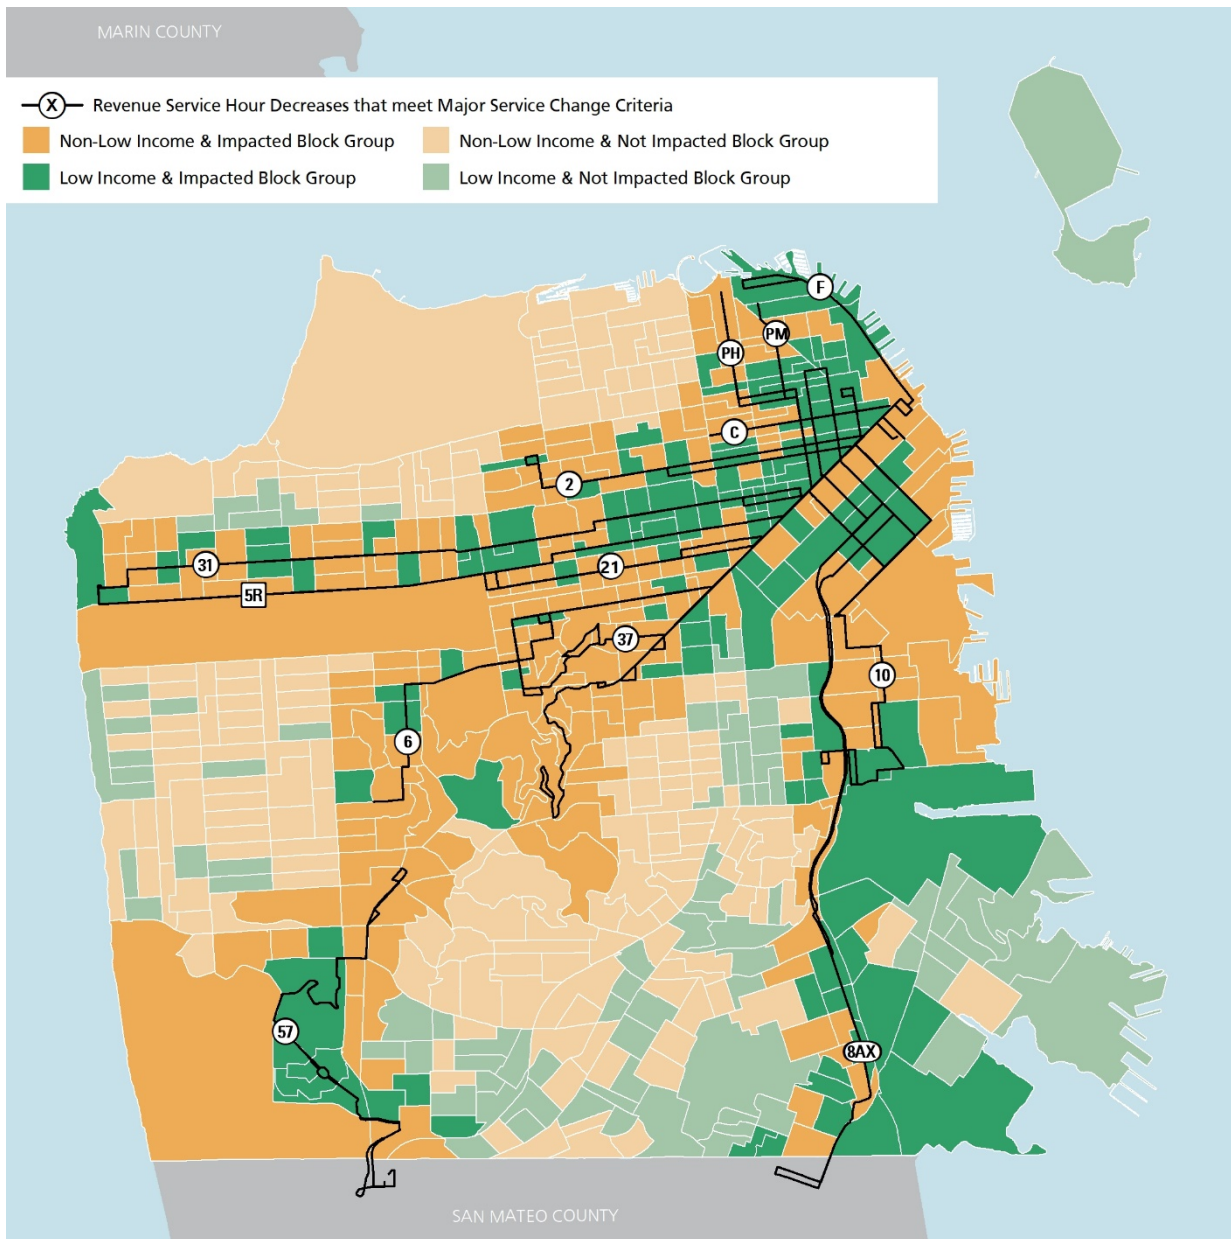 MARIN COUNTY
X Revenue Service Hour Decreases that meet Major Service Change Criteria
Non-Low Income & Impacted Block Group
Non-Low Income & Not Impacted Block Group
Low Income & Impacted Block Group
Low Income & Not Impacted Block Group
F
PM
PH
C
2
31
21
5R
37
10
6
57
8AX
SAN MATEO COUNTY